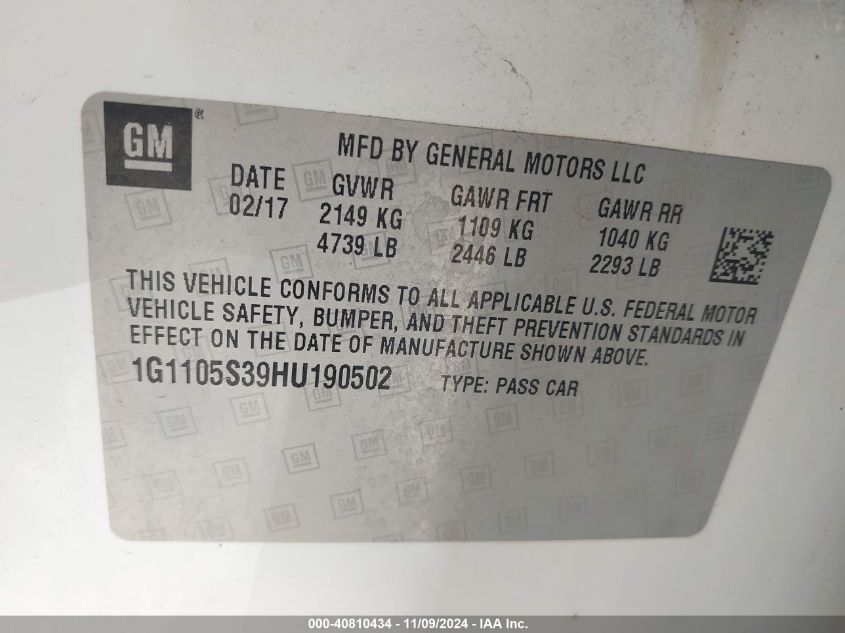 GM®
MFD BY GENERAL MOTORS LLC
DATE GVWR GAWR FRT GAWR RR
02/17 2149 KG 1109 KG 1040 KG
4739 LB 2446 LB 2293 LB
THIS VEHICLE CONFORMS TO ALL APPLICABLE U.S. FEDERAL MOTOR
VEHICLE SAFETY, BUMPER, AND THEFT PREVENTION STANDARDS IN
EFFECT ON THE DATE OF MANUFACTURE SHOWN ABOVE.
1G1105S39HU190502 TYPE: PASS CAR
000-40810434 - 11/09/2024 - IAA Inc.